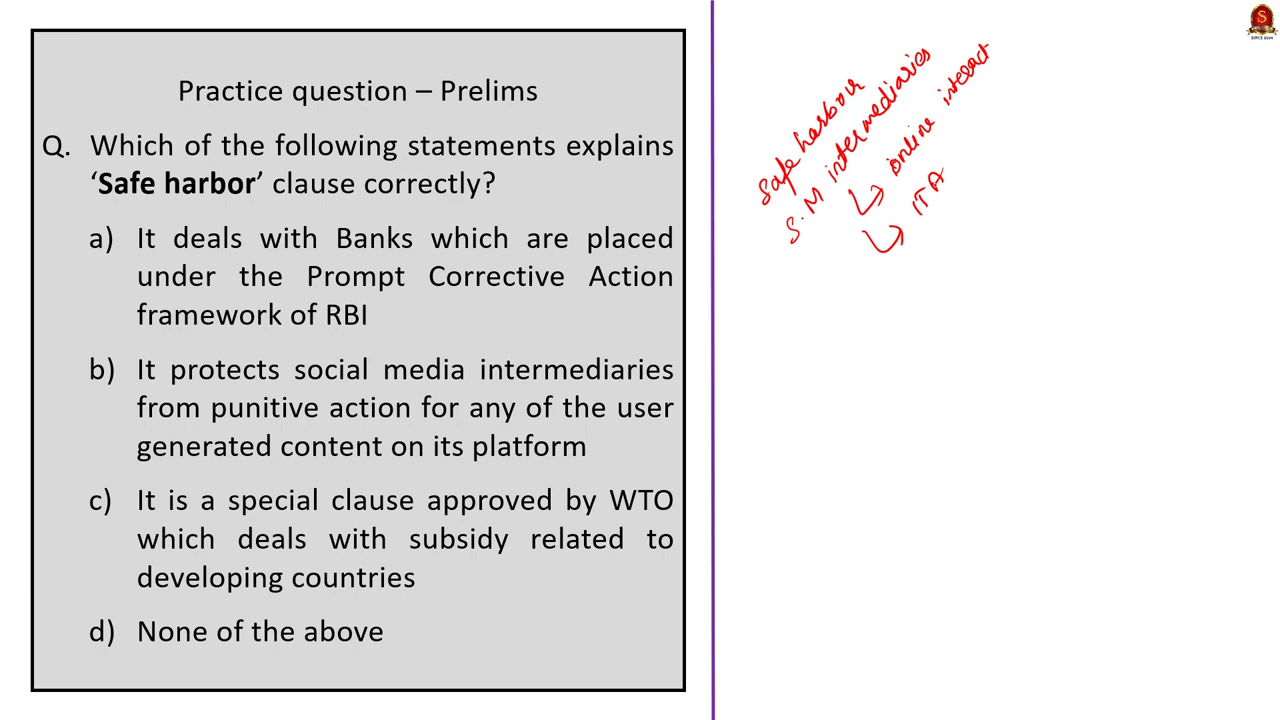 Practice question – Prelims
Q. Which of the following statements explains
‘Safe harbor’ clause correctly?
a) It deals with Banks which are placed
under the Prompt Corrective Action
framework of RBI
b) It protects social media intermediaries
from punitive action for any of the user
generated content on its platform
c) It is a special clause approved by WTO
which deals with subsidy related to
developing countries
d) None of the above
Safe harbour
S.M intermediaries
↳ online interact
↳ ITA
S